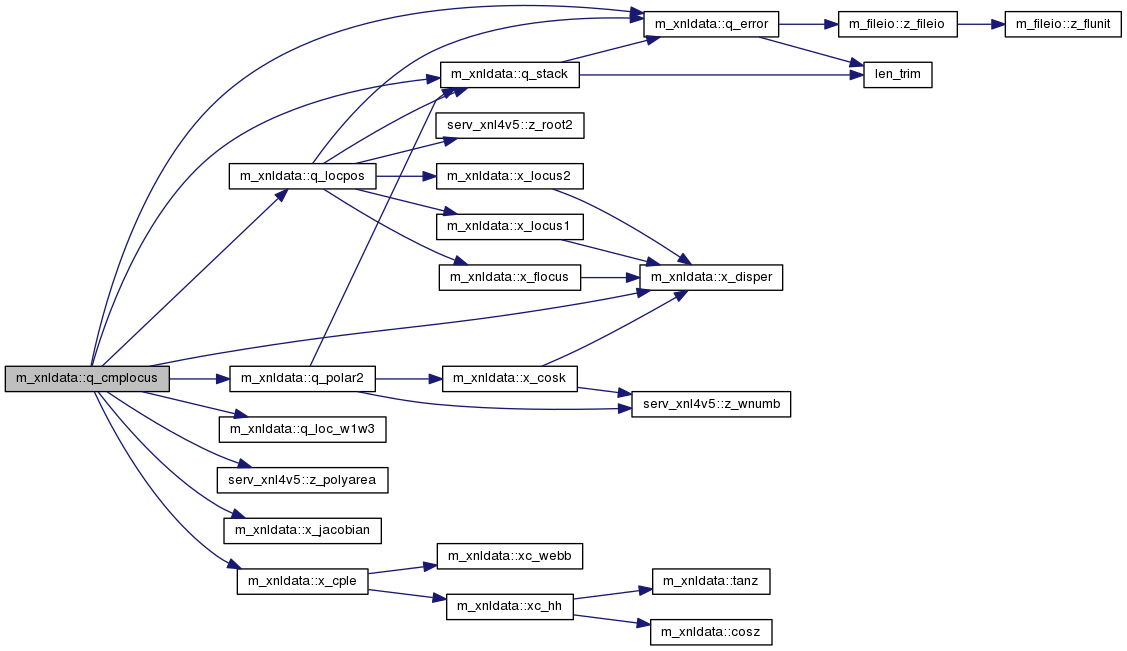 m_xnldata::q_error
m_fileio::z_fileio
m_fileio::z_flunit
m_xnldata::q_stack
len_trim
serv_xnl4v5::z_root2
m_xnldata::q_locpos
m_xnldata::x_locus2
m_xnldata::x_locus1
m_xnldata::x_flocus
m_xnldata::x_disper
m_xnldata::q_cmplocus
m_xnldata::q_polar2
m_xnldata::x_cosk
serv_xnl4v5::z_wnumb
m_xnldata::q_loc_w1w3
serv_xnl4v5::z_polyarea
m_xnldata::x_jacobian
m_xnldata::xc_webb
m_xnldata::x_cple
m_xnldata::tanz
m_xnldata::xc_hh
m_xnldata::cosz